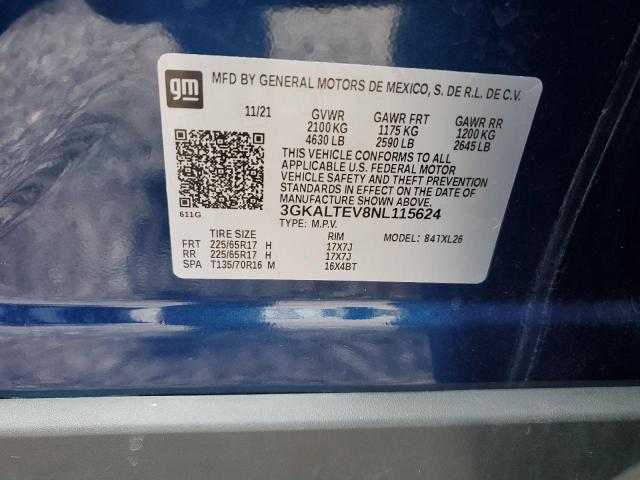 gm
MFD BY GENERAL MOTORS DE MEXICO, S. DE R.L. DE C.V.
11/21 GVWR GAWR FRT GAWR RR
2100 KG 1175 KG 1200 KG
4630 LB 2590 LB 2645 LB
THIS VEHICLE CONFORMS TO ALL
APPLICABLE U.S. FEDERAL MOTOR
VEHICLE SAFETY AND THEFT PREVENTION
STANDARDS IN EFFECT ON THE DATE OF
MANUFACTURE SHOWN ABOVE.
611G 3GKALTEV8NL115624
TYPE: M.P.V. MODEL: 841XL26
TIRE SIZE RIM
FRT 225/65R17 H 17X7J
RR 225/65R17 H 17X7J
SPA T135/70R16 M 16X4BT